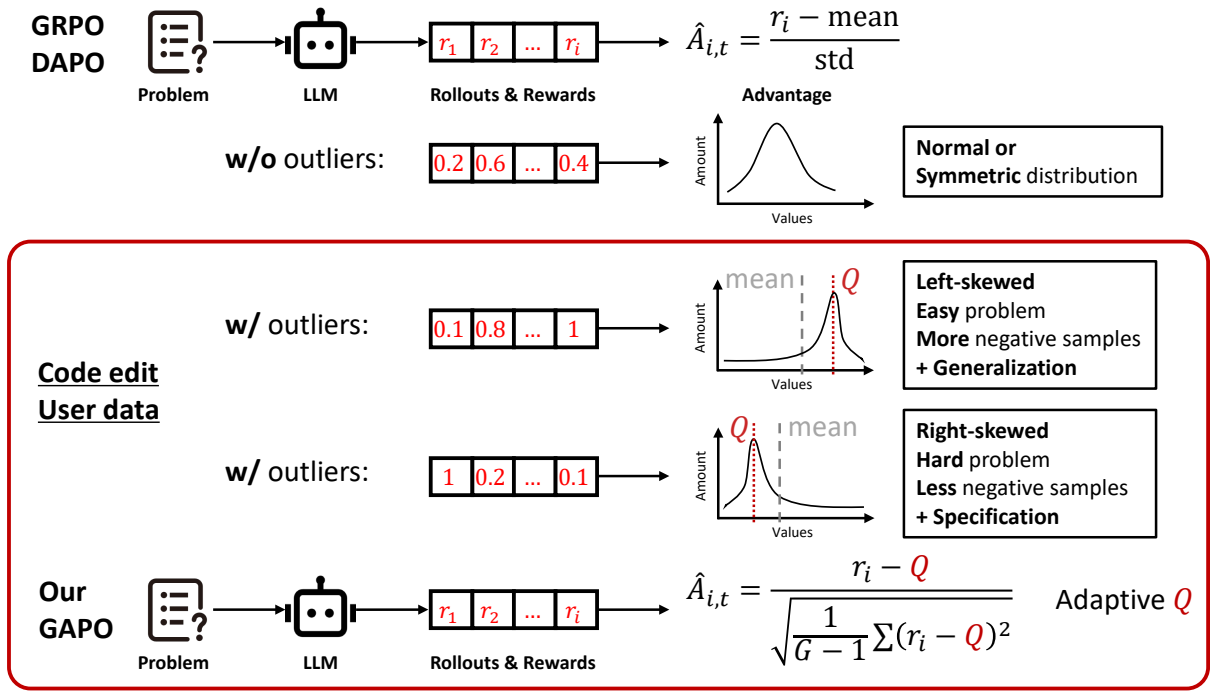 GRPO
DAPO
?
r₁ r₂ ... rᵢ
Âᵢ,ₜ = (rᵢ − mean) / std
Problem LLM Rollouts & Rewards Advantage
w/o outliers:
0.2 0.6 ... 0.4
Amount
Values
Normal or
Symmetric distribution
w/ outliers:
0.1 0.8 ... 1
mean Q
Amount
Values
Left-skewed
Easy problem
More negative samples
+ Generalization
Code edit
User data
w/ outliers:
1 0.2 ... 0.1
Q mean
Amount
Values
Right-skewed
Hard problem
Less negative samples
+ Specification
Our
GAPO
?
r₁ r₂ ... rᵢ
Âᵢ,ₜ = (rᵢ − Q) / √(1/(G − 1) ∑(rᵢ − Q)²)
Adaptive Q
Problem LLM Rollouts & Rewards